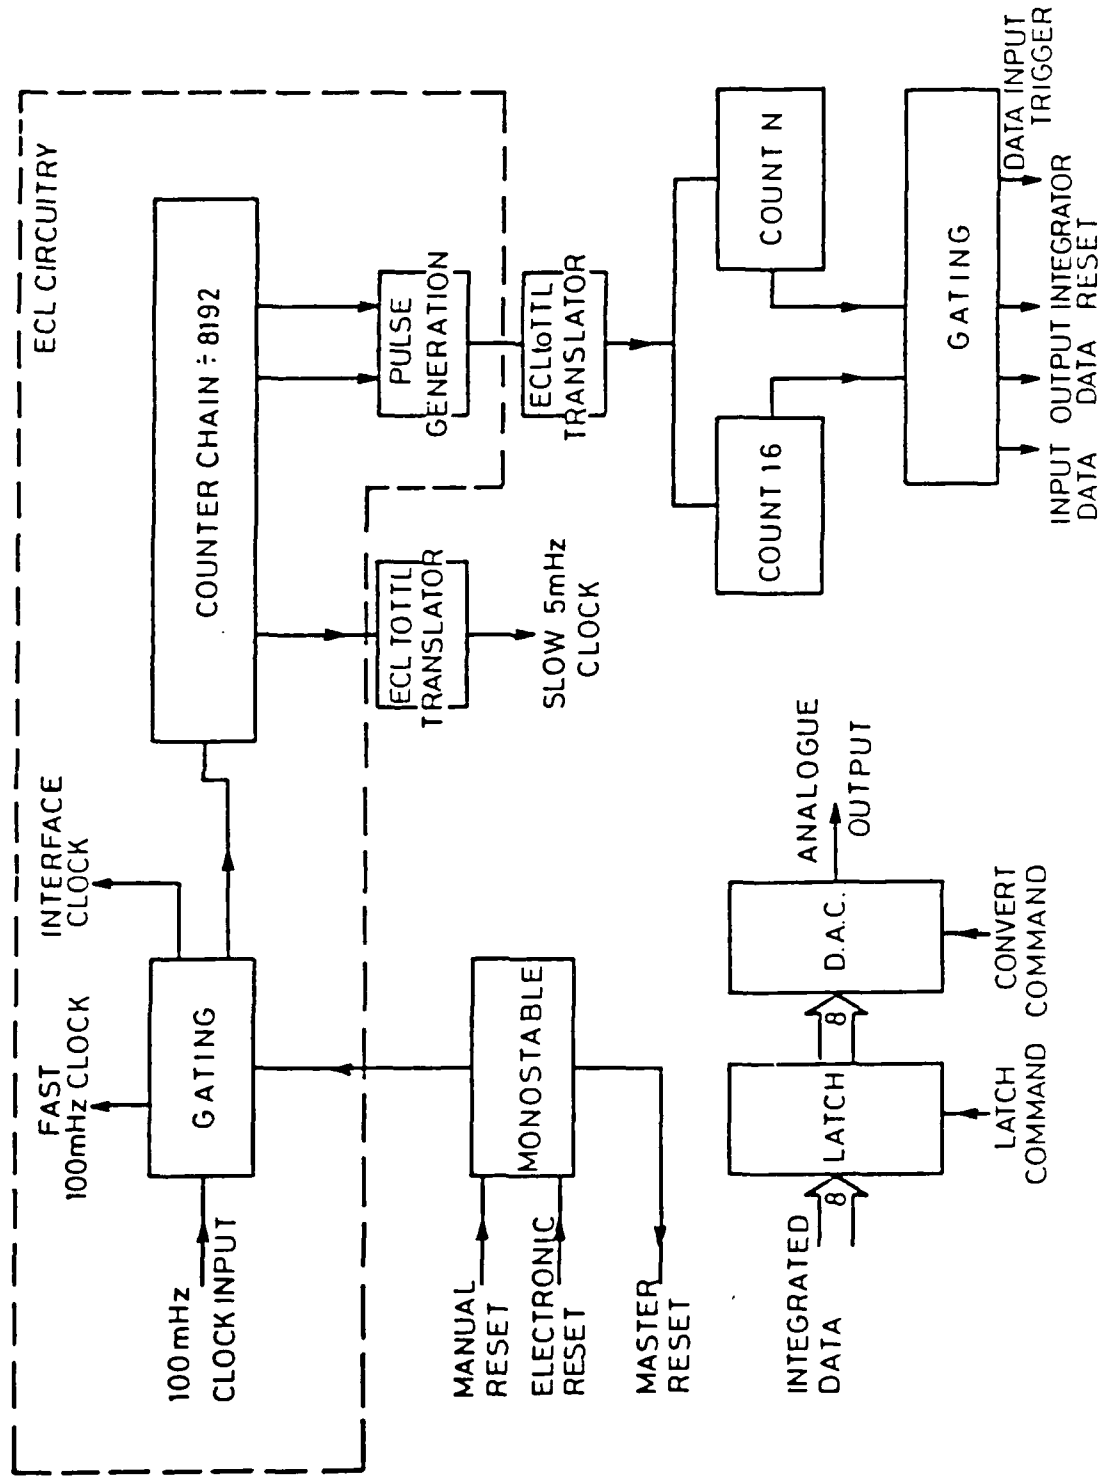 ECL CIRCUITRY
FAST
100mHz CLOCK
INTERFACE
CLOCK
100mHz
CLOCK INPUT
GATING
COUNTER CHAIN ÷ 8192
PULSE
GENERATION
ECL TO TTL
TRANSLATOR
SLOW 5mHz
CLOCK
ECL to TTL
TRANSLATOR
MANUAL
RESET
ELECTRONIC
RESET
MONOSTABLE
MASTER
RESET
COUNT 16
COUNT N
GATING
INPUT
DATA
OUTPUT
DATA
INTEGRATOR
RESET
DATA INPUT
TRIGGER
INTEGRATED
DATA
8
LATCH
8
D.A.C.
ANALOGUE
OUTPUT
LATCH
COMMAND
CONVERT
COMMAND